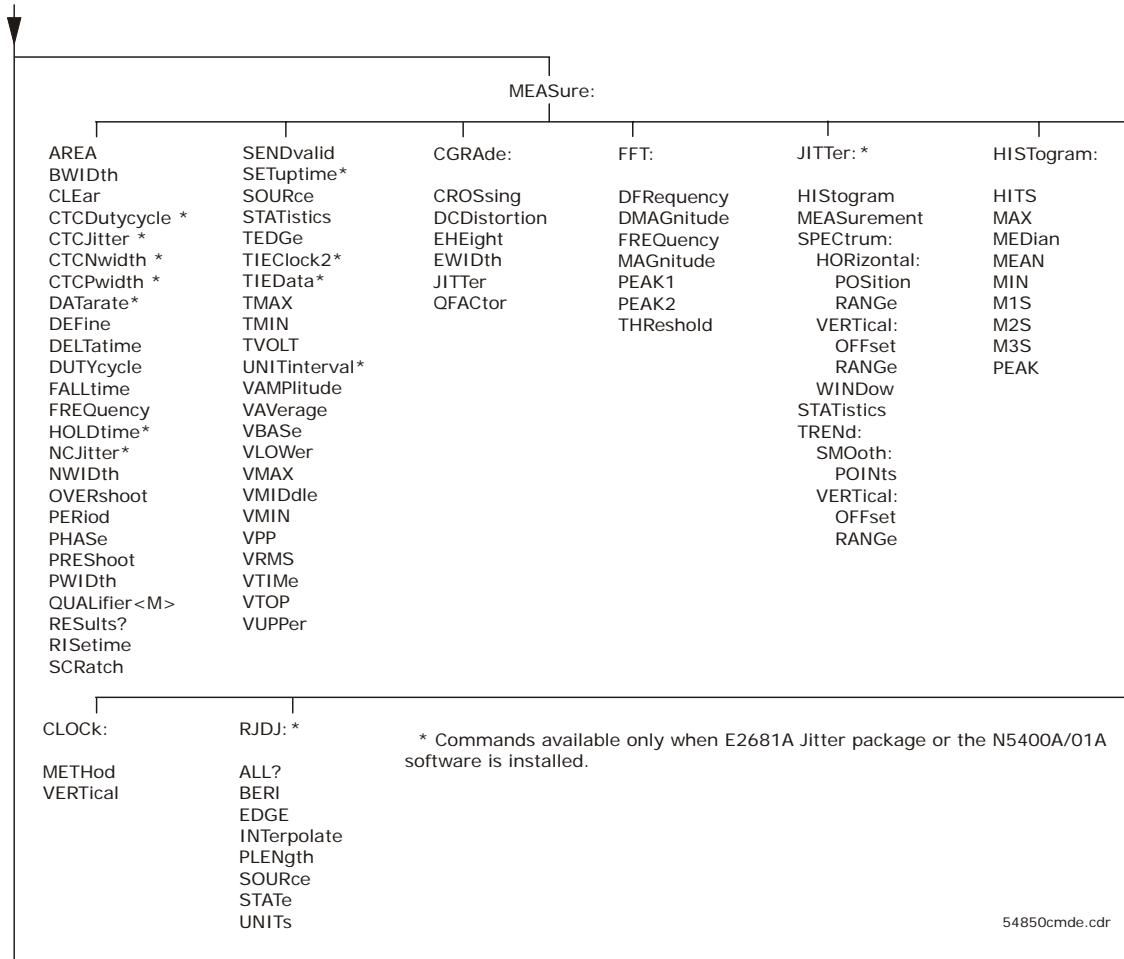 MEASure:
AREA
BWIDth
CLEar
CTCDutycycle *
CTCJitter *
CTCNwidth *
CTCPwidth *
DATarate*
DEFine
DELTatime
DUTYcycle
FALLtime
FREQuency
HOLDtime*
NCJitter*
NWIDth
OVERshoot
PERiod
PHASe
PREShoot
PWIDth
QUALifier<M>
RESults?
RISetime
SCRatch
SENDvalid
SETuptime*
SOURce
STATistics
TEDGe
TIEClock2*
TIEData*
TMAX
TMIN
TVOLT
UNITinterval*
VAMPlitude
VAVerage
VBASe
VLOWer
VMAX
VMIDdle
VMIN
VPP
VRMS
VTIMe
VTOP
VUPPer
CGRAde:
CROSsing
DCDistortion
EHEight
EWIDth
JITTer
QFACtor
FFT:
DFRequency
DMAGnitude
FREQuency
MAGnitude
PEAK1
PEAK2
THReshold
JITTer: *
HIStogram
MEASurement
SPECtrum:
HORizontal:
POSition
RANGe
VERTical:
OFFset
RANGe
WINDow
STATistics
TRENd:
SMOoth:
POINts
VERTical:
OFFset
RANGe
HISTogram:
HITS
MAX
MEDian
MEAN
MIN
M1S
M2S
M3S
PEAK
CLOCk:
METHod
VERTical
RJDJ: *
ALL?
BERI
EDGE
INTerpolate
PLENgth
SOURce
STATe
UNITs
* Commands available only when E2681A Jitter package or the N5400A/01A
software is installed.
54850cmde.cdr